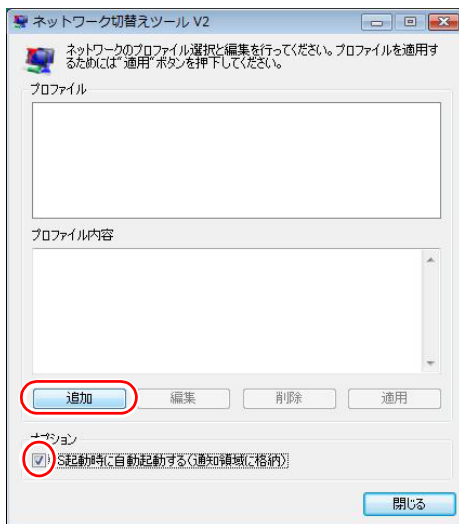 ネットワーク切替えツール V2
ネットワークのプロファイル選択と編集を行ってください。プロファイルを適用す
るためには"適用"ボタンを押下してください。
プロファイル
プロファイル内容
追加 編集 削除 適用
オプション
OS起動時に自動起動する(通知領域に格納)
閉じる